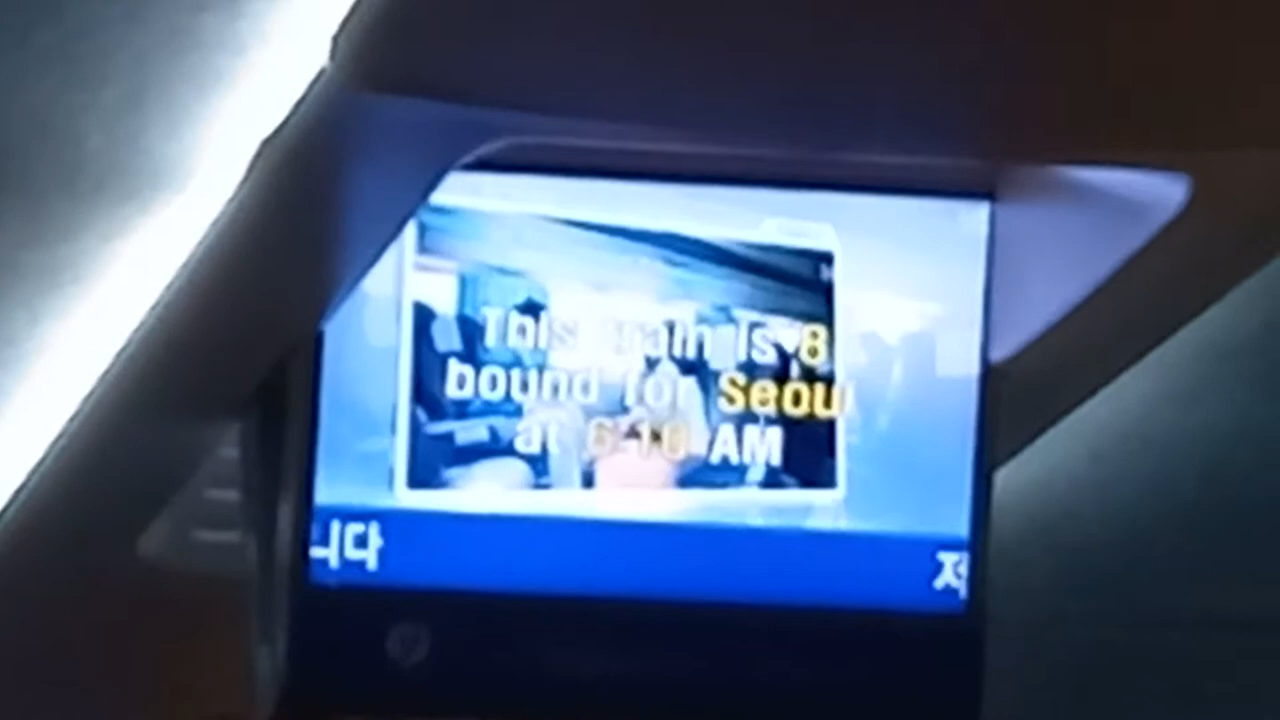 This train is 8
bound for Seou
at 6:10 AM
니다
저